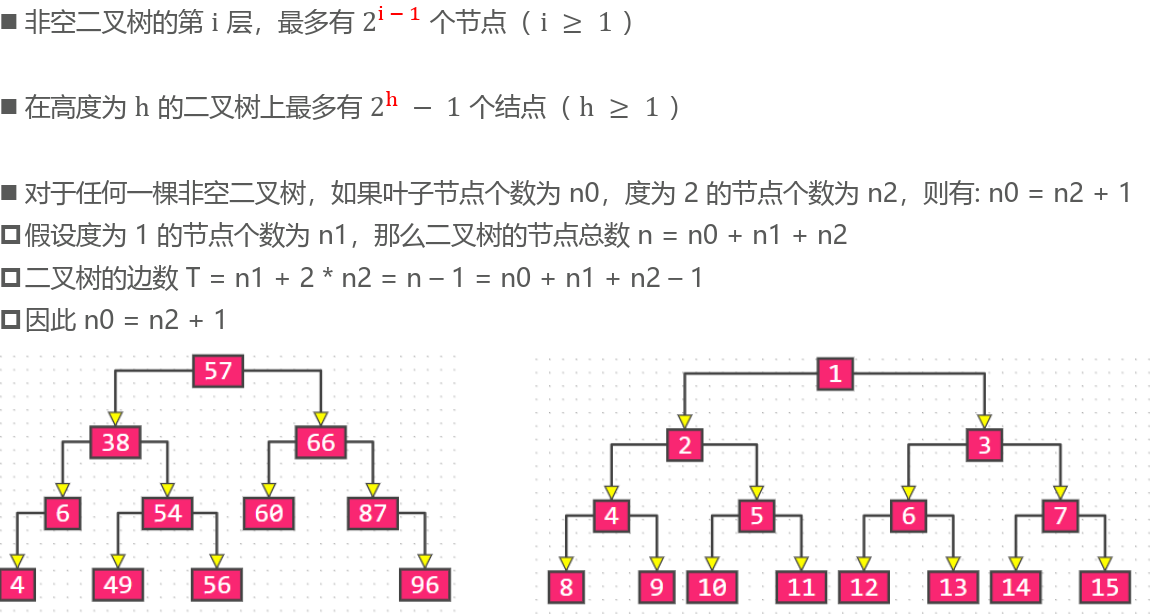 ■ 非空二叉树的第 i 层，最多有 2^{i − 1} 个节点（ i ≥ 1 ）
■ 在高度为 h 的二叉树上最多有 2^{h} − 1 个结点（ h ≥ 1 ）
■ 对于任何一棵非空二叉树，如果叶子节点个数为 n0，度为 2 的节点个数为 n2，则有: n0 = n2 + 1
假设度为 1 的节点个数为 n1，那么二叉树的节点总数 n = n0 + n1 + n2
二叉树的边数 T = n1 + 2 * n2 = n – 1 = n0 + n1 + n2 – 1
因此 n0 = n2 + 1
57
38 66
6 54 60 87
4 49 56 96
1
2 3
4 5 6 7
8 9 10 11 12 13 14 15